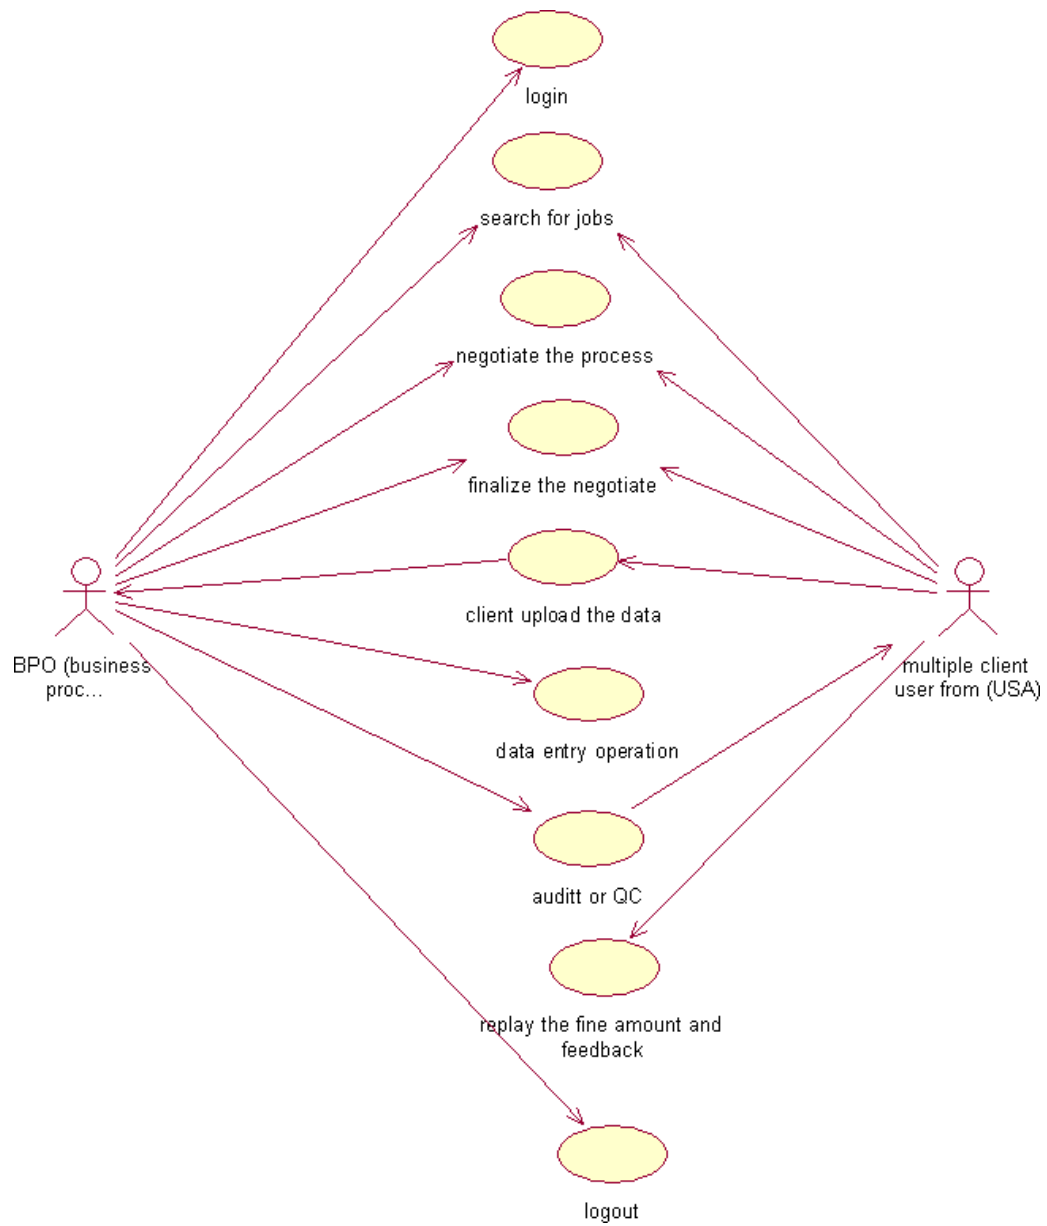 login
search for jobs
negotiate the process
finalize the negotiate
client upload the data
BPO (business
proc...
multiple client
user from (USA)
data entry operation
auditt or QC
replay the fine amount and
feedback
logout